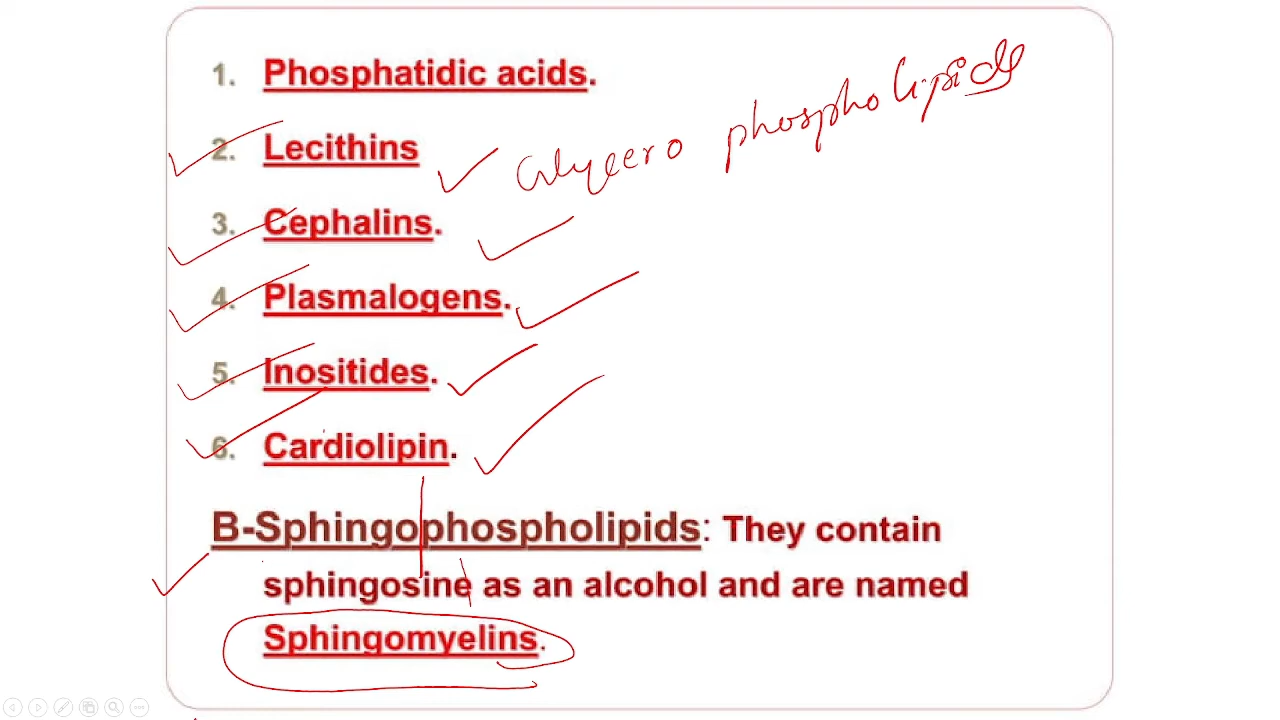 1. Phosphatidic acids.
Glycero phospholipids
2. Lecithins
3. Cephalins.
4. Plasmalogens.
5. Inositides.
6. Cardiolipin.
B-Sphingophospholipids: They contain
sphingosine as an alcohol and are named
Sphingomyelins.